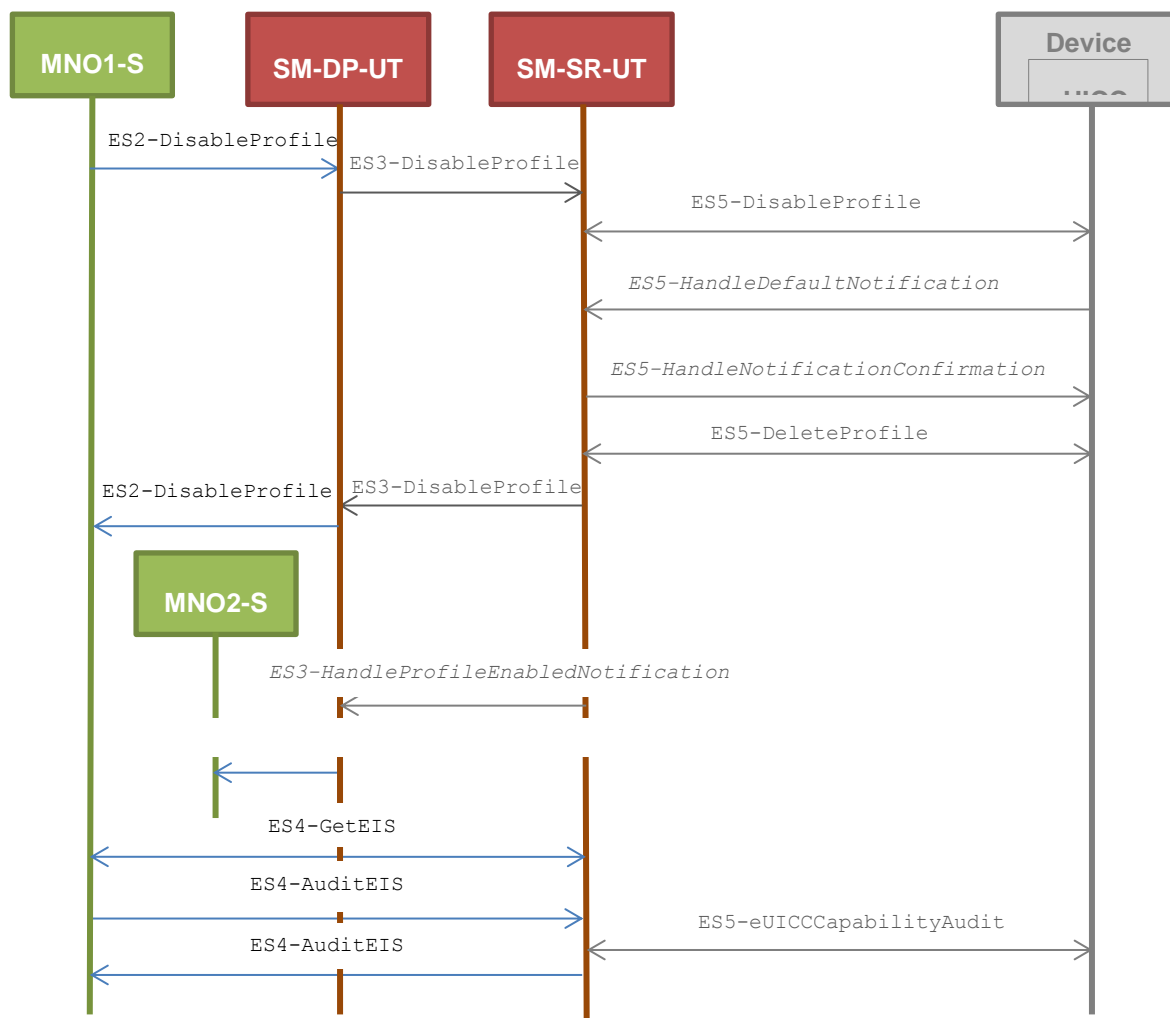 MNO1-S
SM-DP-UT
SM-SR-UT
Device
ES2-DisableProfile
ES3-DisableProfile
ES5-DisableProfile
ES5-HandleDefaultNotification
ES5-HandleNotificationConfirmation
ES5-DeleteProfile
ES2-DisableProfile
ES3-DisableProfile
MNO2-S
ES3-HandleProfileEnabledNotification
ES4-GetEIS
ES4-AuditEIS
ES5-eUICCCapabilityAudit
ES4-AuditEIS